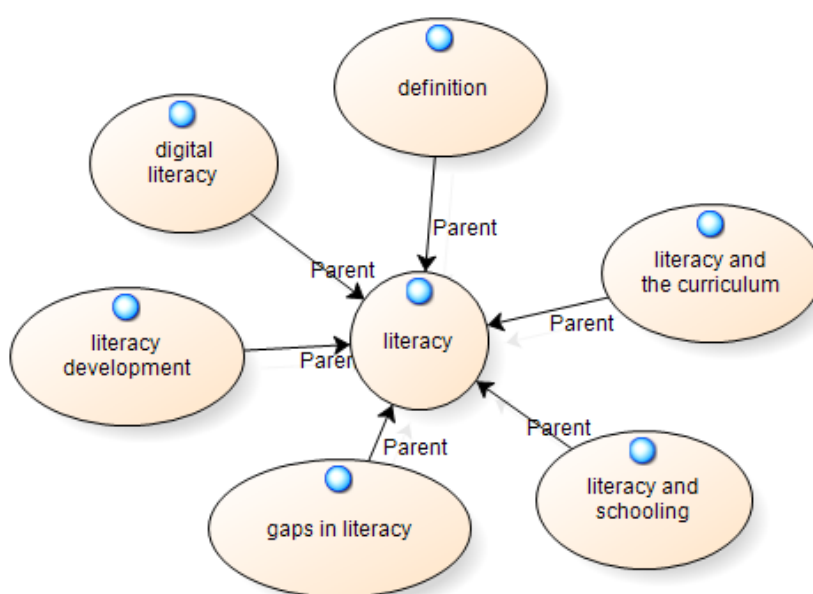 definition
digital
literacy
Parent
literacy and
the curriculum
Parent
Parent
literacy
literacy
development
Parent
Parent
Parent
literacy and
schooling
gaps in literacy